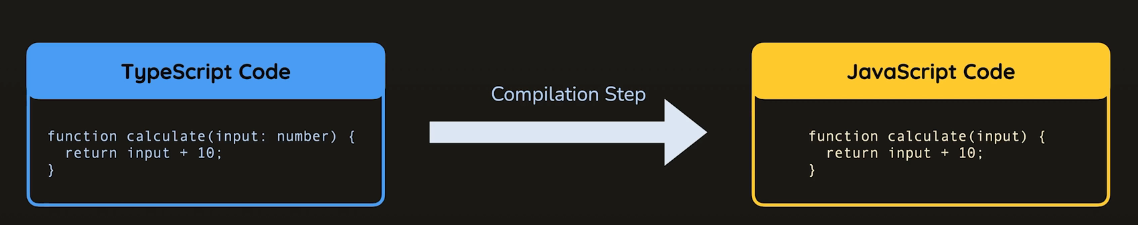 TypeScript Code
function calculate(input: number) {
  return input + 10;
}
Compilation Step
JavaScript Code
function calculate(input) {
  return input + 10;
}